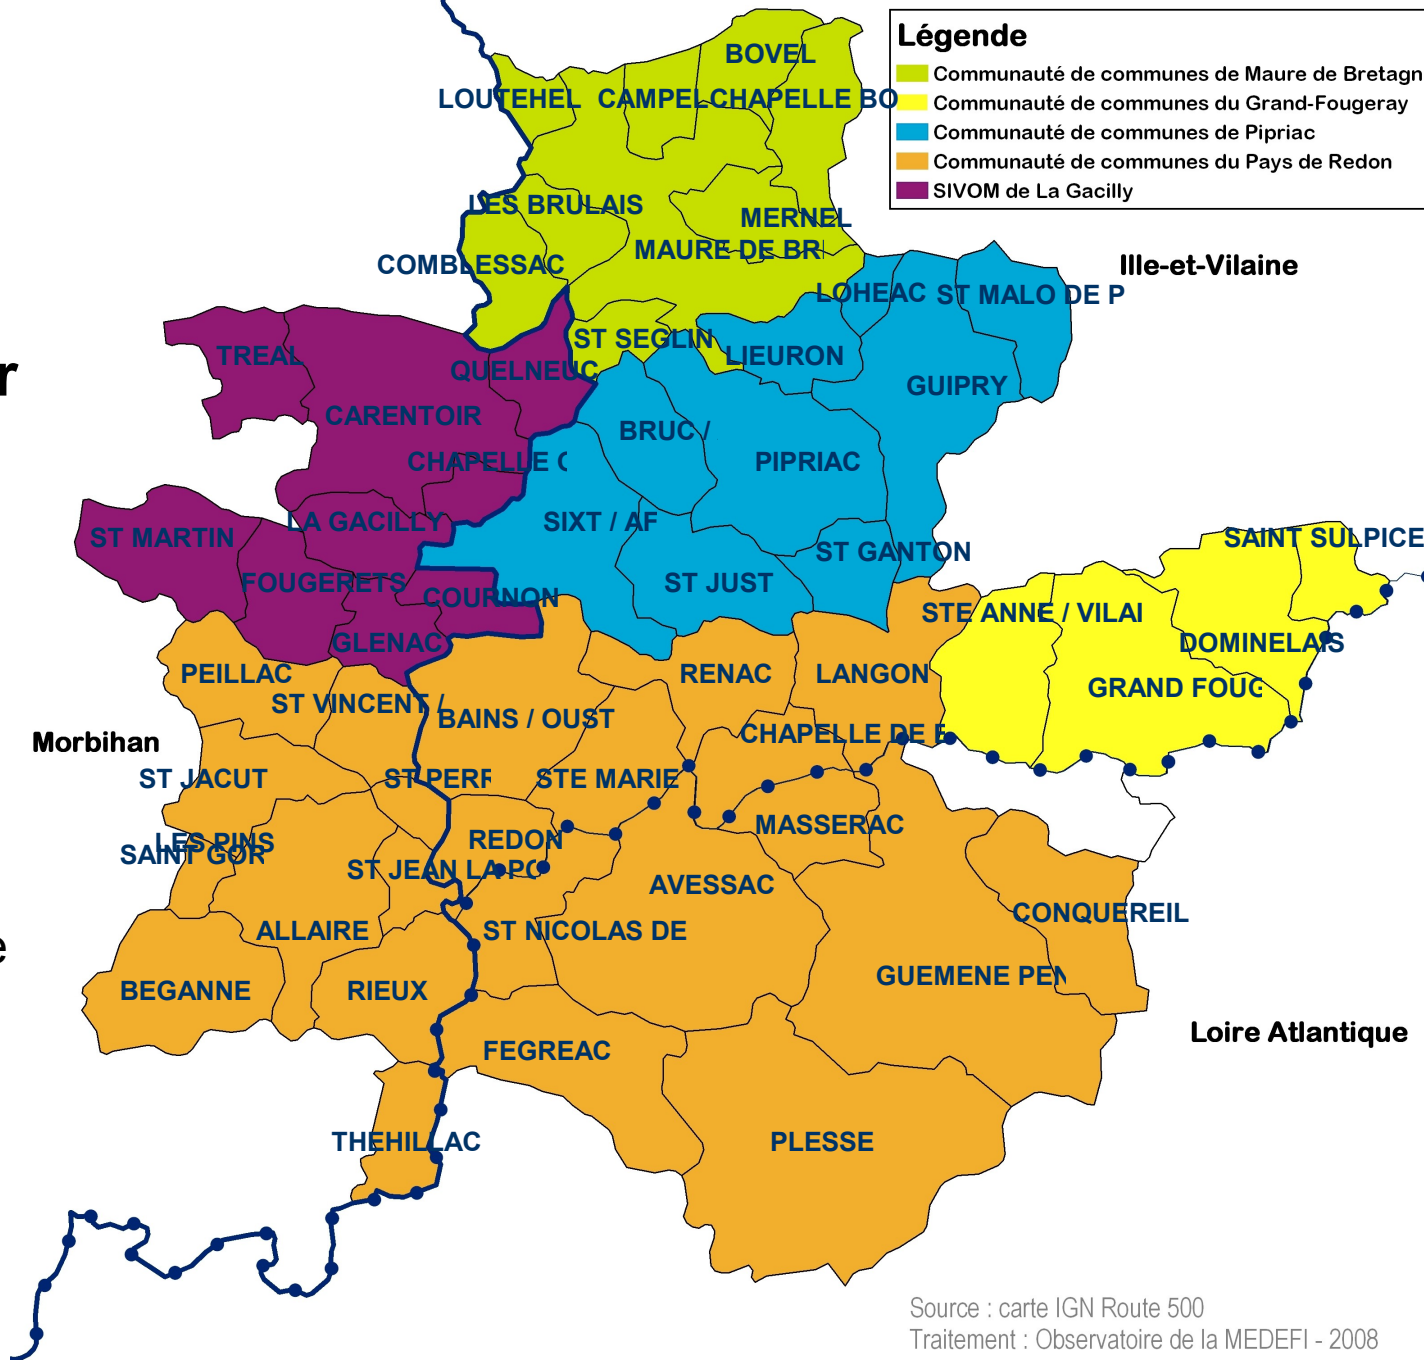 Légende
Communauté de communes de Maure de Bretagn
Communauté de communes du Grand-Fougeray
Communauté de communes de Pipriac
Communauté de communes du Pays de Redon
SIVOM de La Gacilly
BOVEL
LOUTEHEL
CAMPEL
CHAPELLE BO
LES BRULAIS
MERNEL
MAURE DE BR
COMBLESSAC
Ille-et-Vilaine
LOHEAC
ST MALO DE P
ST SEGLIN
LIEURON
TREAL
QUELNEUC
GUIPRY
r
CARENTOIR
BRUC /
CHAPELLE G
PIPRIAC
LA GACILLY
SIXT / AF
ST MARTIN
SAINT SULPICE
ST GANTON
FOUGERETS
ST JUST
COURNON
STE ANNE / VILAI
GLENAC
DOMINELAIS
PEILLAC
RENAC
LANGON
GRAND FOUG
ST VINCENT /
BAINS / OUST
CHAPELLE DE B
Morbihan
ST JACUT
ST PERR
STE MARIE
MASSERAC
LES PINS
SAINT GOR
REDON
ST JEAN LA PO
AVESSAC
CONQUEREIL
ALLAIRE
ST NICOLAS DE
e
GUEMENE PEN
BEGANNE
RIEUX
Loire Atlantique
FEGREAC
THEHILLAC
PLESSE
Source : carte IGN Route 500
Traitement : Observatoire de la MEDEFI - 2008